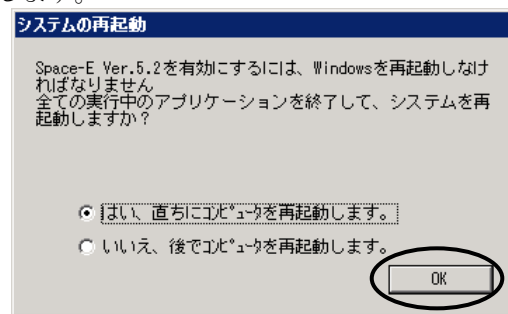 します。
システムの再起動
Space-E Ver.5.2を有効にするには、Windowsを再起動しなけ
ればなりません
全ての実行中のアプリケーションを終了して、システムを再
起動しますか？
はい、直ちにｺﾝﾋﾟｭｰﾀを再起動します。
いいえ、後でｺﾝﾋﾟｭｰﾀを再起動します。
OK